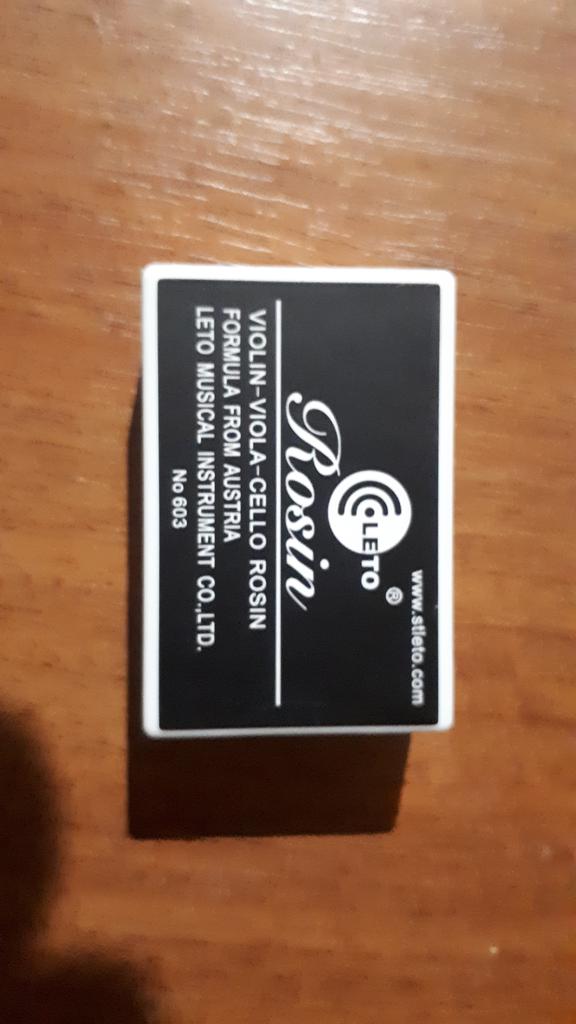 www.stleto.com
LETO ®
Rosin
VIOLIN-VIOLA-CELLO ROSIN
FORMULA FROM AUSTRIA
LETO MUSICAL INSTRUMENT CO.,LTD.
No 603